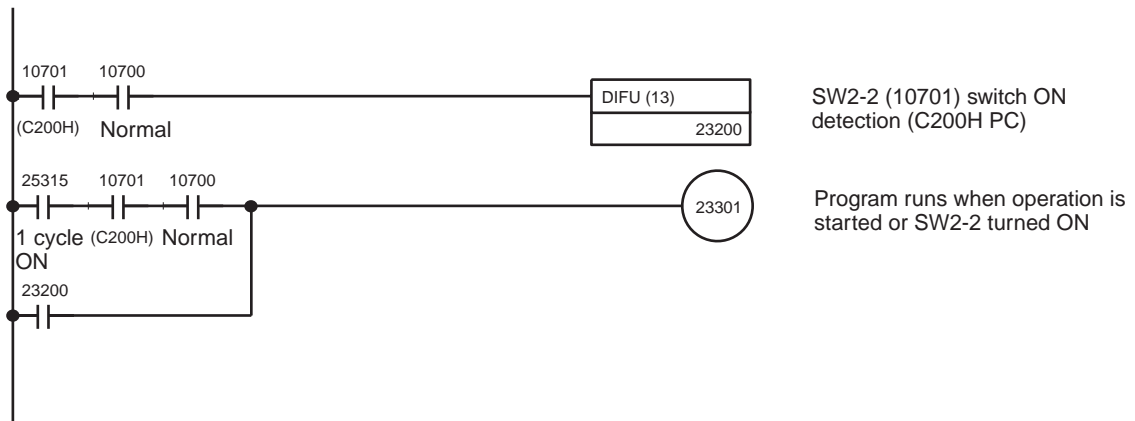 10701 10700
DIFU (13)
SW2-2 (10701) switch ON
(C200H) Normal
23200
detection (C200H PC)
25315 10701 10700
23301
Program runs when operation is
started or SW2-2 turned ON
1 cycle (C200H) Normal
ON
23200